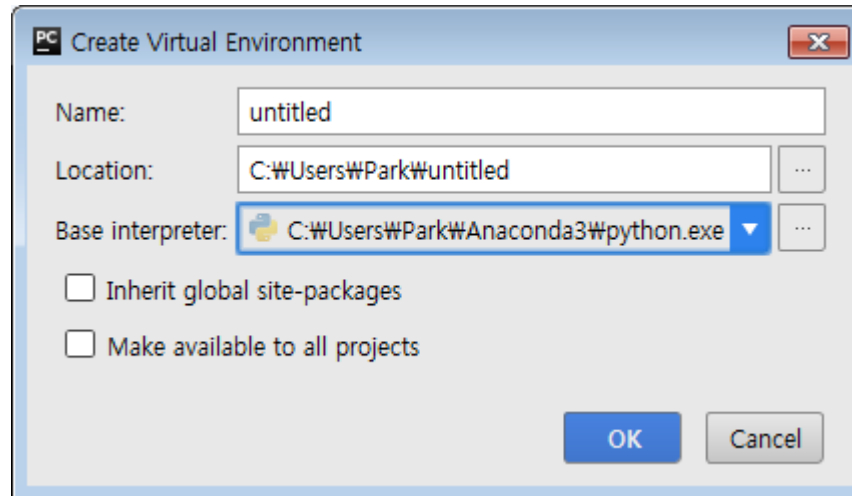 PC Create Virtual Environment
Name: untitled
Location: C:₩Users₩Park₩untitled ...
Base interpreter: C:₩Users₩Park₩Anaconda3₩python.exe ...
Inherit global site-packages
Make available to all projects
OK Cancel